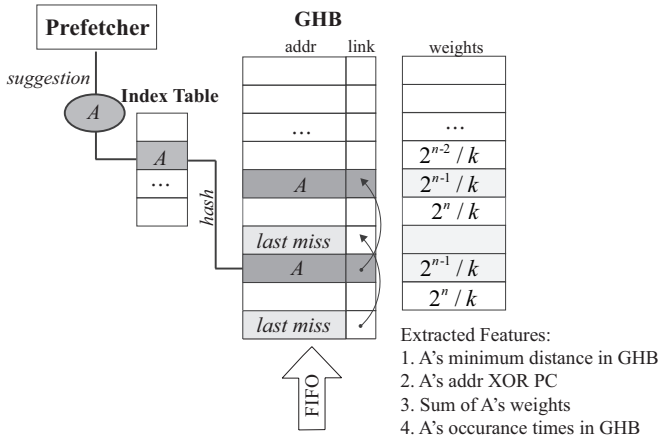 Prefetcher
suggestion
A
Index Table
A
...
hash
GHB
addr link
...
A
last miss
A
last miss
FIFO
weights
...
2^{n-2} / k
2^{n-1} / k
2^n / k
2^{n-1} / k
2^n / k
Extracted Features:
1. A's minimum distance in GHB
2. A's addr XOR PC
3. Sum of A's weights
4. A's occurance times in GHB